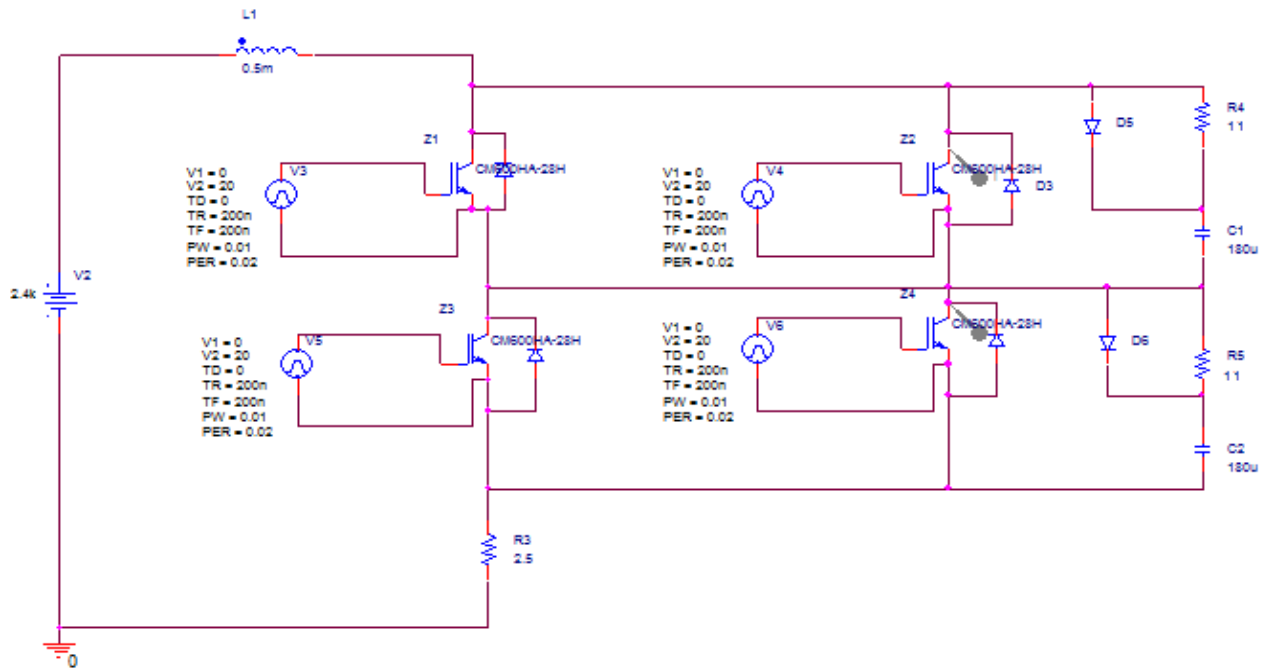 L1
0.5m
Z1
CM600HA-28H
V3
V1 = 0
V2 = 20
TD = 0
TR = 200n
TF = 200n
PW = 0.01
PER = 0.02
Z2
CM600HA-28H
V4
V1 = 0
V2 = 20
TD = 0
TR = 200n
TF = 200n
PW = 0.01
PER = 0.02
D3
D5
R4
11
C1
180u
V2
2.4k
Z3
CM600HA-28H
V5
V1 = 0
V2 = 20
TD = 0
TR = 200n
TF = 200n
PW = 0.01
PER = 0.02
Z4
CM600HA-28H
V6
V1 = 0
V2 = 20
TD = 0
TR = 200n
TF = 200n
PW = 0.01
PER = 0.02
D6
R5
11
C2
180u
R3
2.5
0